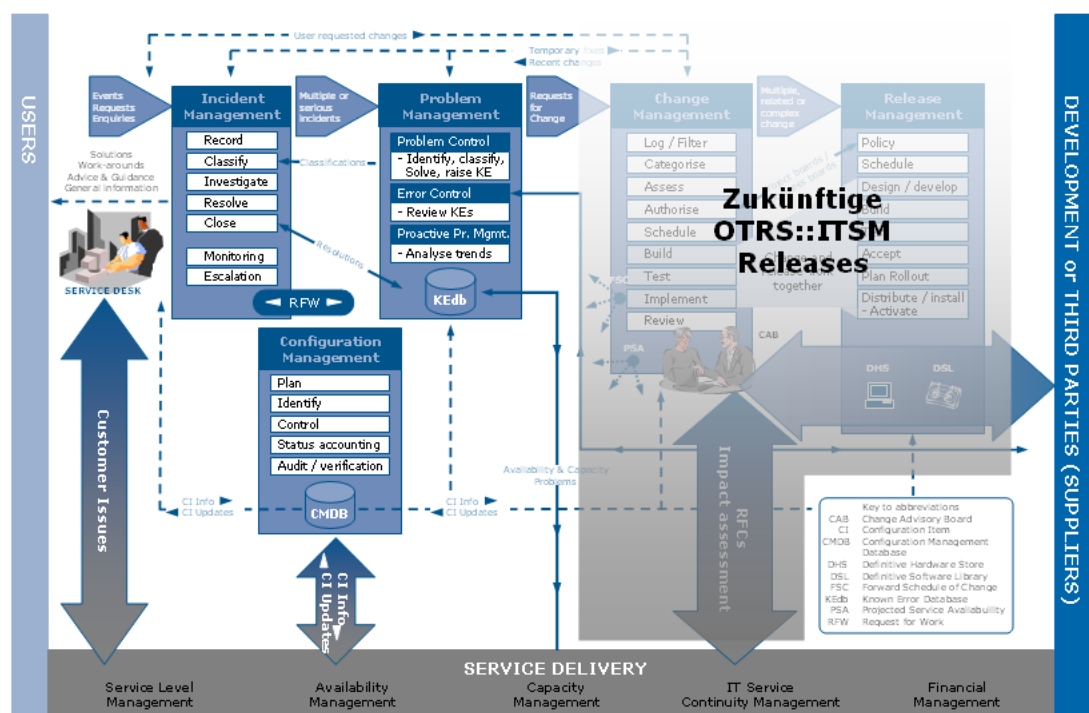 USERS
User requested changes
Temporary fixes
Recent changes
Events
Requests
Enquiries
Incident
Management
Record
Classify
Investigate
Resolve
Close
Monitoring
Escalation
Multiple or
serious
incidents
Problem
Management
Problem Control
- Identify, classify,
Solve, raise KE
Error Control
- Review KEs
Proactive Pr. Mgmt.
- Analyse trends
KEdb
Requests
for
Change
Change
Management
Log / Filter
Categorise
Assess
Authorise
Schedule
Build
Test
Implement
Review
Multiple,
related or
complex
change
Release
Management
Policy
Schedule
Design / develop
Build
Accept
Plan Rollout
Distribute / install
- Activate
Zukünftige
OTRS::ITSM
Releases
together
Solutions
Work-arounds
Advice & Guidance
General information
SERVICE DESK
Classifications
Resolutions
RFW
FSC
PSA
CAB
DHS
DSL
Configuration
Management
Plan
Identify
Control
Status accounting
Audit / verification
CMDB
CI Info
CI Updates
CI Info
CI Updates
Availability & Capacity
Problems
Customer Issues
CI Info
CI Updates
RFCs
Impact assessment
Key to abbreviations
CAB Change Advisory Board
CI Configuration Item
CMDB Configuration Management
Database
DHS Definitive Hardware Store
DSL Definitive Software Library
FSC Forward Schedule of Change
KEdb Known Error Database
PSA Projected Service Availability
RFW Request for Work
DEVELOPMENT or THIRD PARTIES (SUPPLIERS)
SERVICE DELIVERY
Service Level
Management
Availability
Management
Capacity
Management
IT Service
Continuity Management
Financial
Management